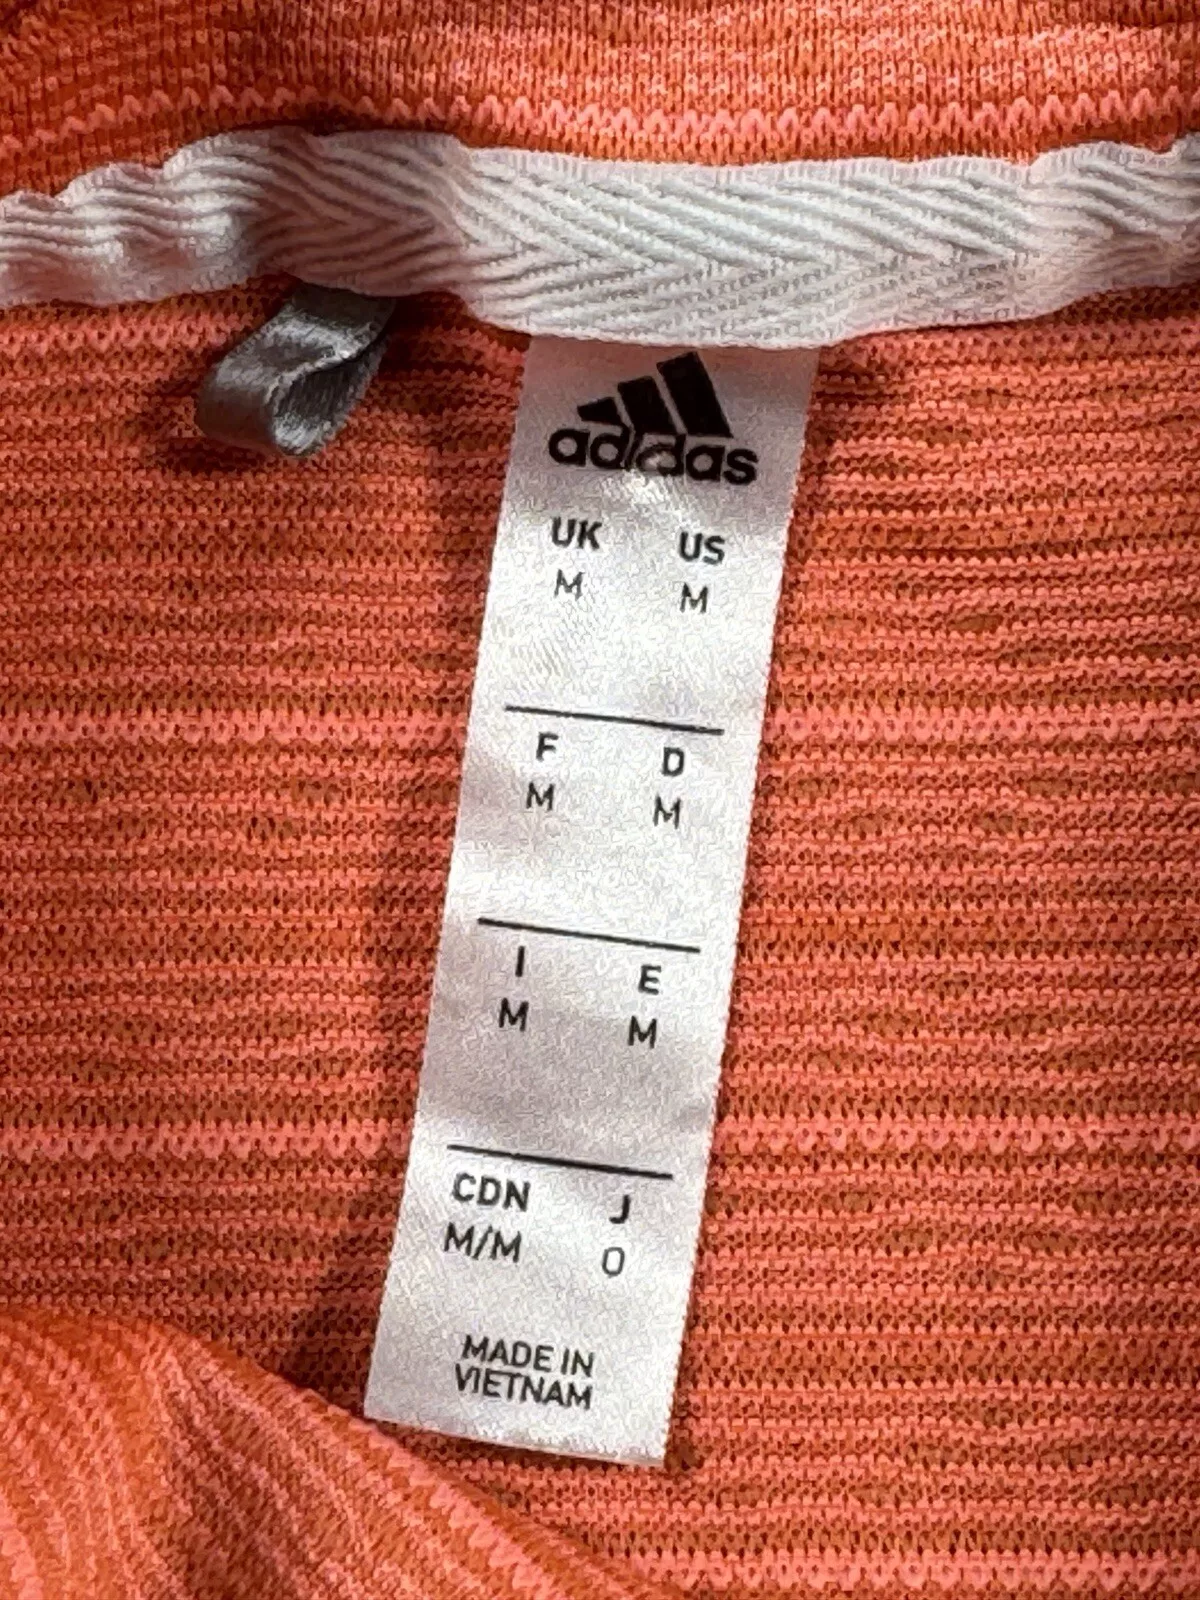 adidas
UK US
M M
F D
M M
I E
M M
CDN J
M/M O
MADE IN
VIETNAM